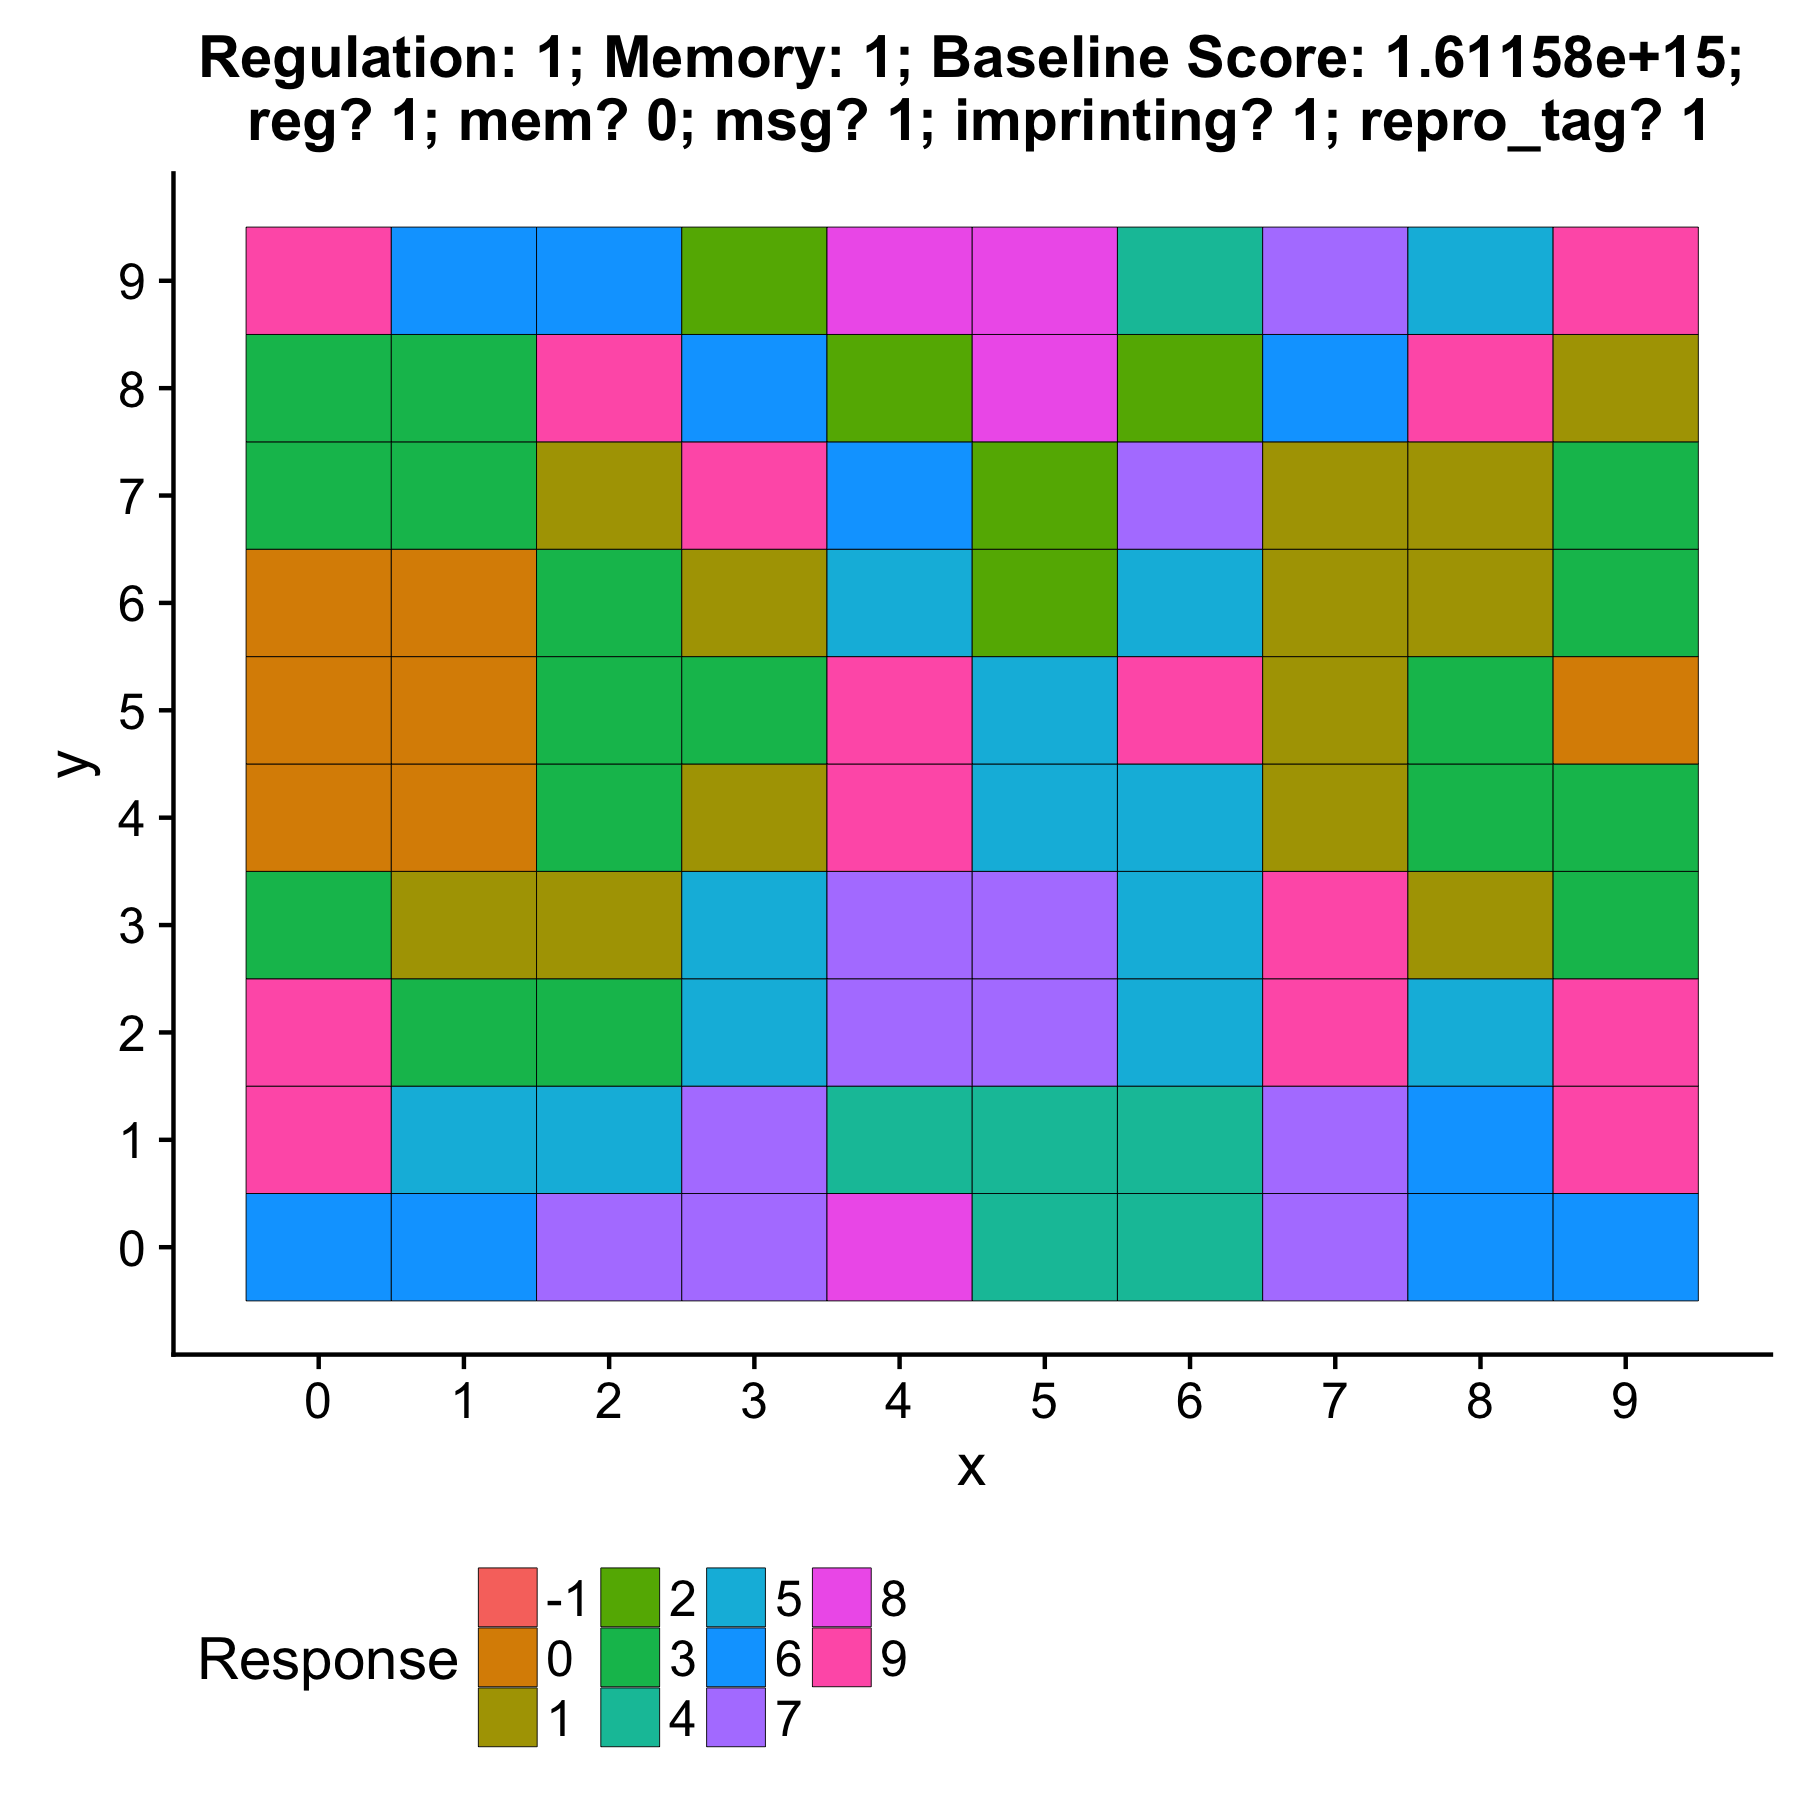 Regulation: 1; Memory: 1; Baseline Score: 1.61158e+15;
reg? 1; mem? 0; msg? 1; imprinting? 1; repro_tag? 1
y
9
8
7
6
5
4
3
2
1
0
0 1 2 3 4 5 6 7 8 9
x
Response
-1 2 5 8
0 3 6 9
1 4 7